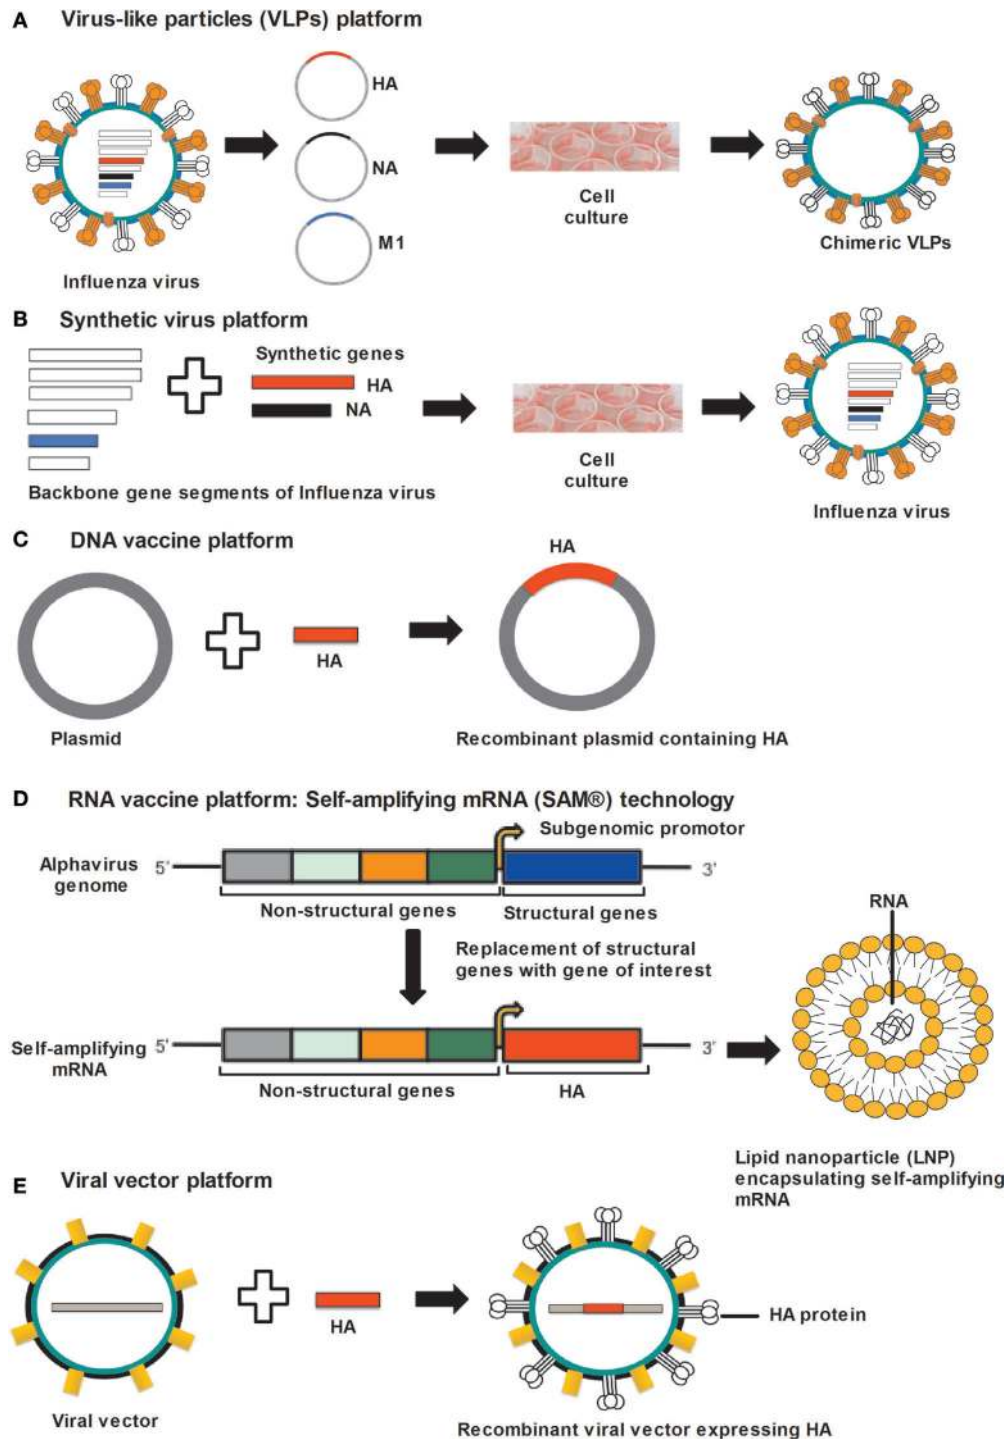 A Virus-like particles (VLPs) platform
HA
NA
M1
Cell
culture
Chimeric VLPs
Influenza virus
B Synthetic virus platform
Synthetic genes
HA
NA
Cell
culture
Backbone gene segments of Influenza virus
Influenza virus
C DNA vaccine platform
HA
HA
Plasmid
Recombinant plasmid containing HA
D RNA vaccine platform: Self-amplifying mRNA (SAM®) technology
Subgenomic promotor
Alphavirus
genome
5'
3'
Non-structural genes
Structural genes
RNA
Replacement of structural
genes with gene of interest
Self-amplifying
mRNA
5'
3'
Non-structural genes
HA
Lipid nanoparticle (LNP)
encapsulating self-amplifying
mRNA
E Viral vector platform
HA
HA protein
Viral vector
Recombinant viral vector expressing HA